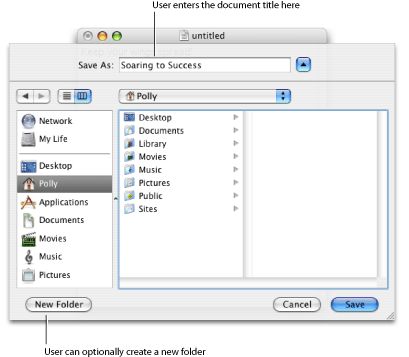 User enters the document title here
untitled
Save As: Soaring to Success
Polly
Network
My Life
Desktop
Polly
Applications
Documents
Movies
Music
Pictures
Desktop
Documents
Library
Movies
Music
Pictures
Public
Sites
New Folder
Cancel
Save
User can optionally create a new folder